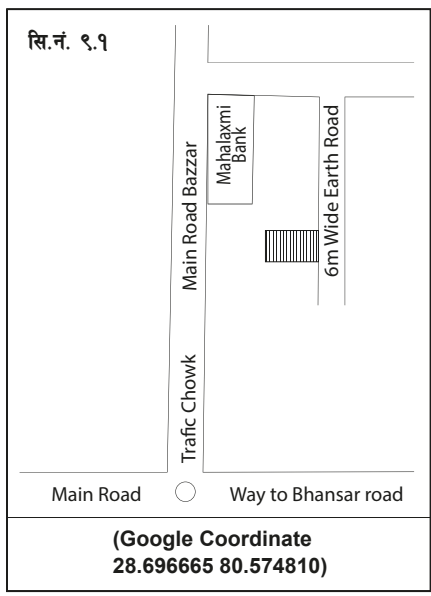 सि.नं. ९.१
Mahalaxmi
Bank
Main Road Bazzar
6m Wide Earth Road
Trafic Chowk
Main Road
Way to Bhansar road
(Google Coordinate
28.696665 80.574810)